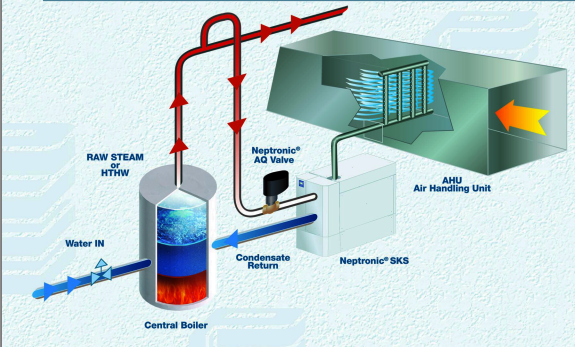 Neptronic®
AQ Valve
RAW STEAM
or
HTHW
AHU
Air Handling Unit
Water IN
Condensate
Return
Neptronic® SKS
Central Boiler